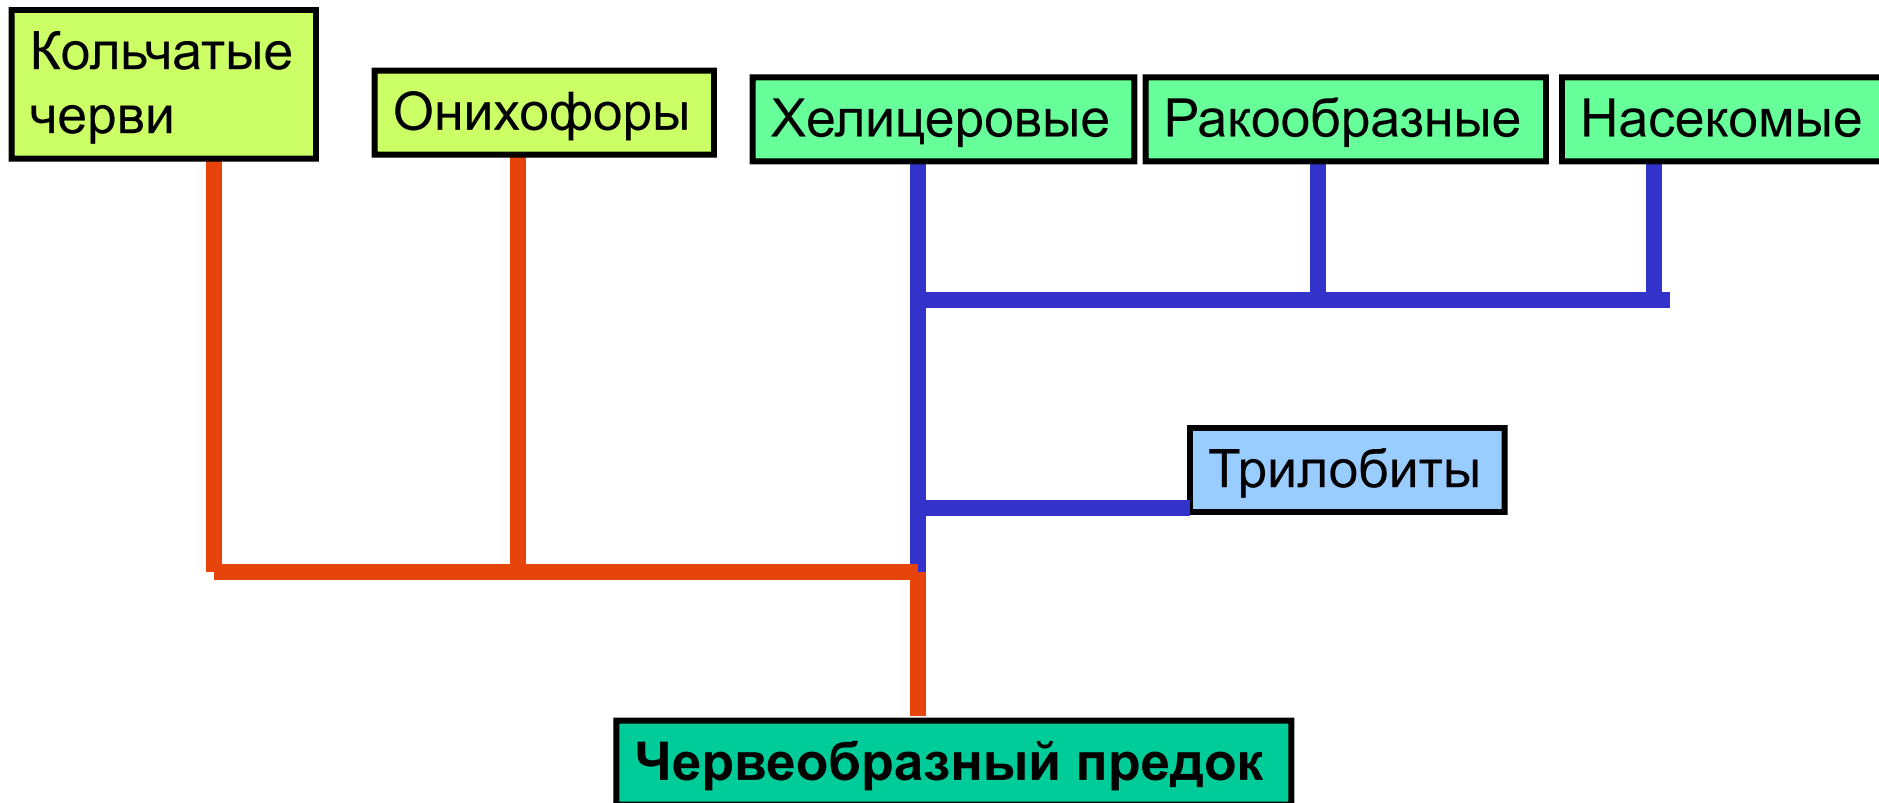 Кольчатые
черви
Онихофоры
Хелицеровые
Ракообразные
Насекомые
Трилобиты
Червеобразный предок